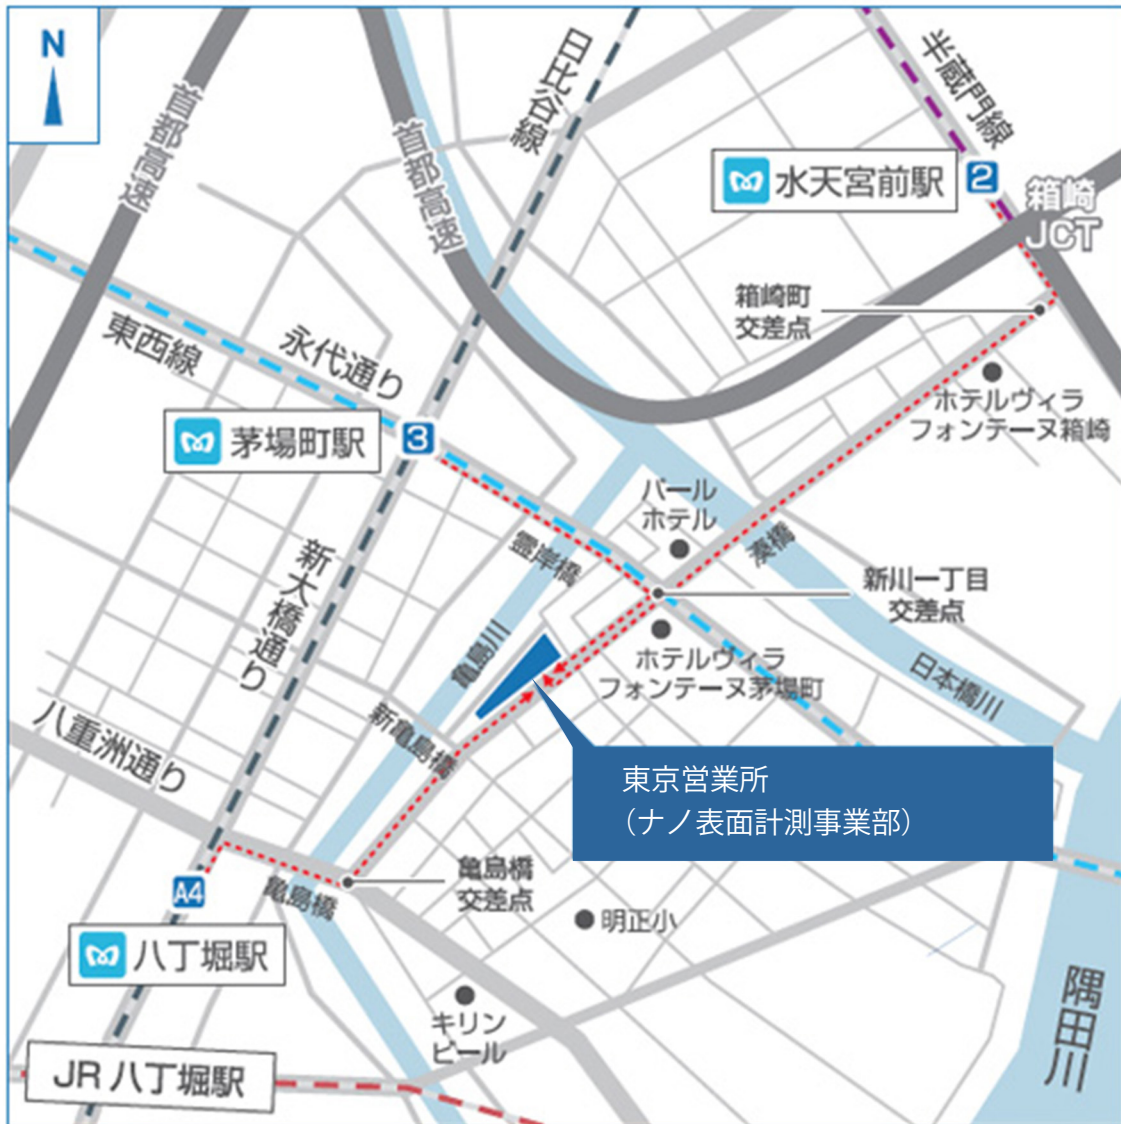 N
首都高速
首都高速
日比谷線
半蔵門線
水天宮前駅
2
箱崎
JCT
箱崎町
交差点
東西線
永代通り
茅場町駅
3
ホテルヴィラ
フォンテーヌ箱崎
パール
ホテル
湊橋
霊岸橋
新川一丁目
交差点
新大橋通り
亀島川
ホテルヴィラ
フォンテーヌ茅場町
日本橋川
新亀島橋
八重洲通り
東京営業所
（ナノ表面計測事業部）
A4
亀島橋
亀島橋
交差点
明正小
八丁堀駅
キリン
ビール
隅田川
JR 八丁堀駅